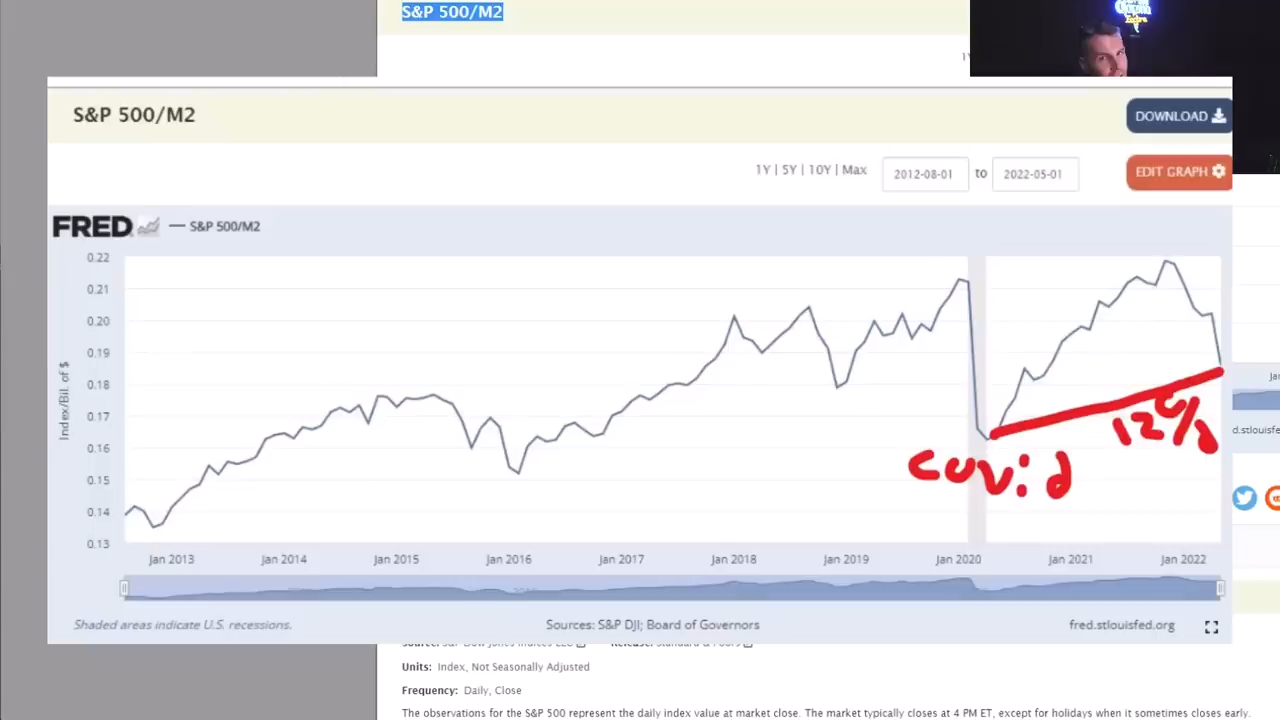 S&P 500/M2
S&P 500/M2
DOWNLOAD
1Y | 5Y | 10Y | Max
2012-08-01 to 2022-05-01
EDIT GRAPH
FRED
S&P 500/M2
Index/Bil. of $
0.22
0.21
0.20
0.19
0.18
0.17
0.16
0.15
0.14
0.13
covid
12%
Jan 2013 Jan 2014 Jan 2015 Jan 2016 Jan 2017 Jan 2018 Jan 2019 Jan 2020 Jan 2021 Jan 2022
Shaded areas indicate U.S. recessions.
Sources: S&P DJI; Board of Governors
fred.stlouisfed.org
Units: Index, Not Seasonally Adjusted
Frequency: Daily, Close
The observations for the S&P 500 represent the daily index value at market close. The market typically closes at 4 PM ET, except for holidays when it sometimes closes early.